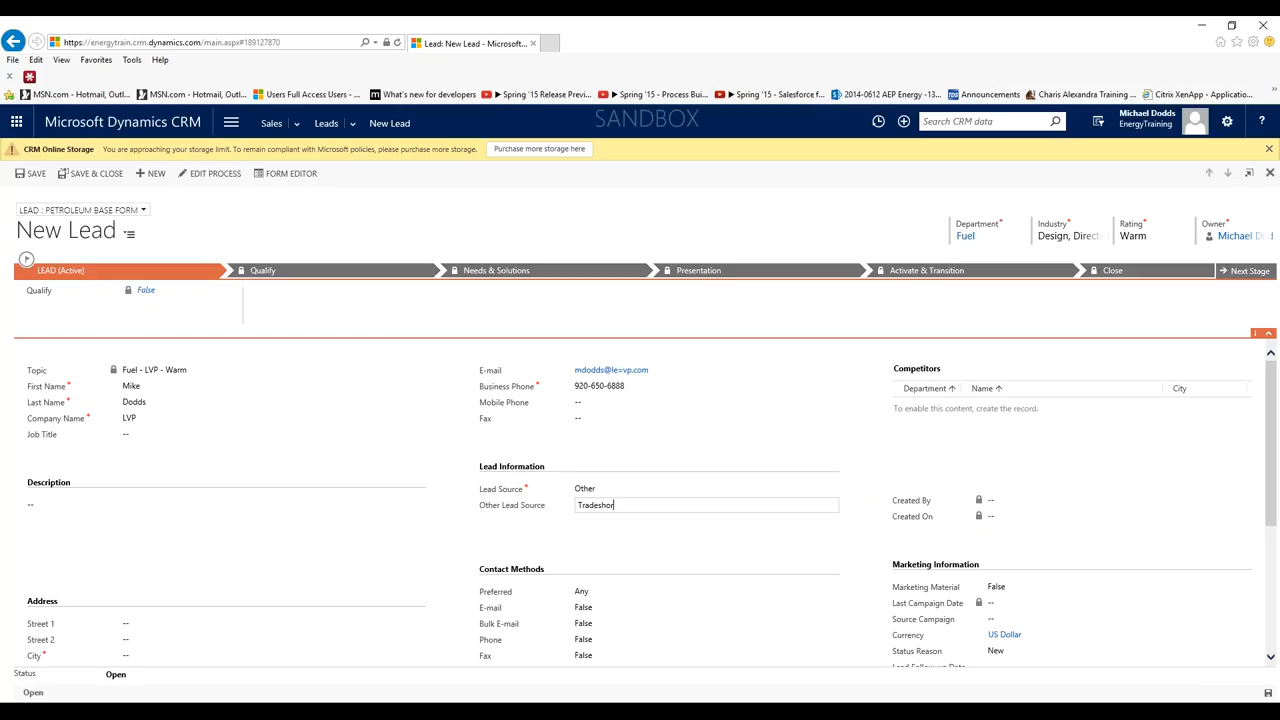 https://energytrain.crm.dynamics.com/main.aspx#189127870
Lead: New Lead - Microsoft...
File Edit View Favorites Tools Help
MSN.com - Hotmail, Outl... MSN.com - Hotmail, Outl... Users Full Access Users - ... What's new for developers Spring '15 Release Previ... Spring '15 - Process Bui... Spring '15 - Salesforce f... 2014-0612 AEP Energy -13... Announcements Charis Alexandra Training ... Citrix XenApp - Applicatio...
Microsoft Dynamics CRM Sales Leads New Lead SANDBOX Search CRM data Michael Dodds
EnergyTraining
CRM Online Storage You are approaching your storage limit. To remain compliant with Microsoft policies, please purchase more storage. Purchase more storage here
SAVE SAVE & CLOSE NEW EDIT PROCESS FORM EDITOR
LEAD : PETROLEUM BASE FORM
New Lead
Department* Industry* Rating* Owner*
Fuel Design, Directe Warm Michael Dodd
LEAD (Active) Qualify Needs & Solutions Presentation Activate & Transition Close Next Stage
Qualify False
Topic Fuel - LVP - Warm
First Name* Mike
Last Name* Dodds
Company Name* LVP
Job Title --
Description
--
Address
Street 1 --
Street 2 --
City* --
E-mail mdodds@le=vp.com
Business Phone* 920-650-6888
Mobile Phone --
Fax --
Lead Information
Lead Source* Other
Other Lead Source Tradeshor
Contact Methods
Preferred Any
E-mail False
Bulk E-mail False
Phone False
Fax False
Competitors
Department Name City
To enable this content, create the record.
Created By --
Created On --
Marketing Information
Marketing Material False
Last Campaign Date --
Source Campaign --
Currency US Dollar
Status Reason New
Status Open
Open